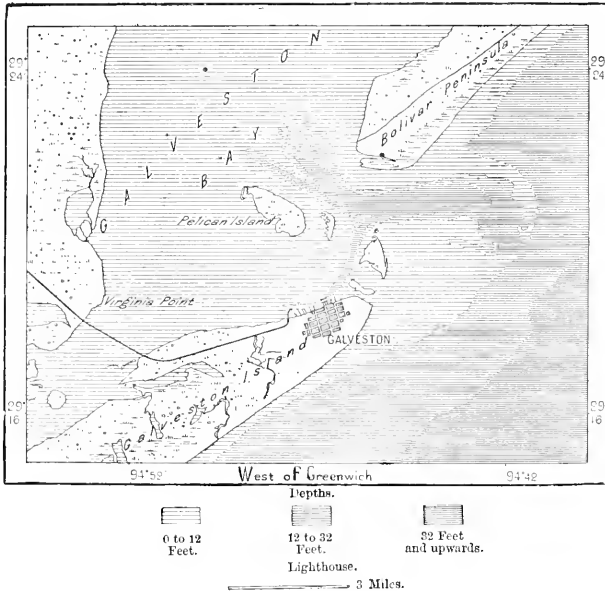 29
24
29
24
GALVESTON
BAY
Bolivar Peninsula
Pelican Island
Virginia Point
GALVESTON
Galveston Island
29
16
29
16
94°52
West of Greenwich
94°42
Depths.
0 to 12
Feet.
12 to 32
Feet.
32 Feet
and upwards.
Lighthouse.
3 Miles.